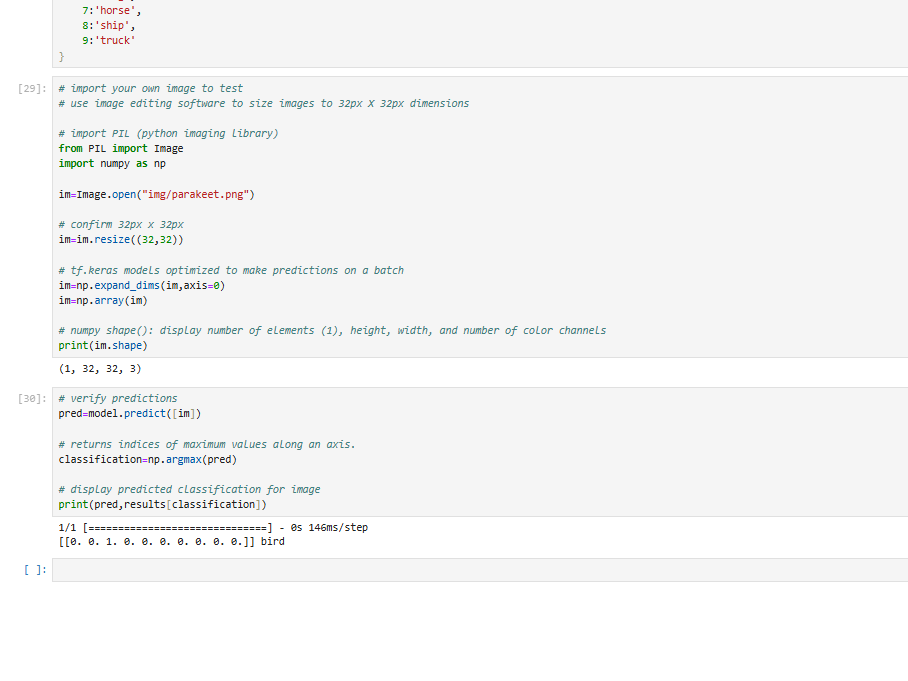 7:'horse',
8:'ship',
9:'truck'
}
[29]:
# import your own image to test
# use image editing software to size images to 32px X 32px dimensions
# import PIL (python imaging library)
from PIL import Image
import numpy as np
im=Image.open("img/parakeet.png")
# confirm 32px x 32px
im=im.resize((32,32))
# tf.keras models optimized to make predictions on a batch
im=np.expand_dims(im,axis=0)
im=np.array(im)
# numpy shape(): display number of elements (1), height, width, and number of color channels
print(im.shape)
(1, 32, 32, 3)
[30]:
# verify predictions
pred=model.predict([im])
# returns indices of maximum values along an axis.
classification=np.argmax(pred)
# display predicted classification for image
print(pred,results[classification])
1/1 [==============================] - 0s 146ms/step
[[0. 0. 1. 0. 0. 0. 0. 0. 0. 0.]] bird
[ ]: